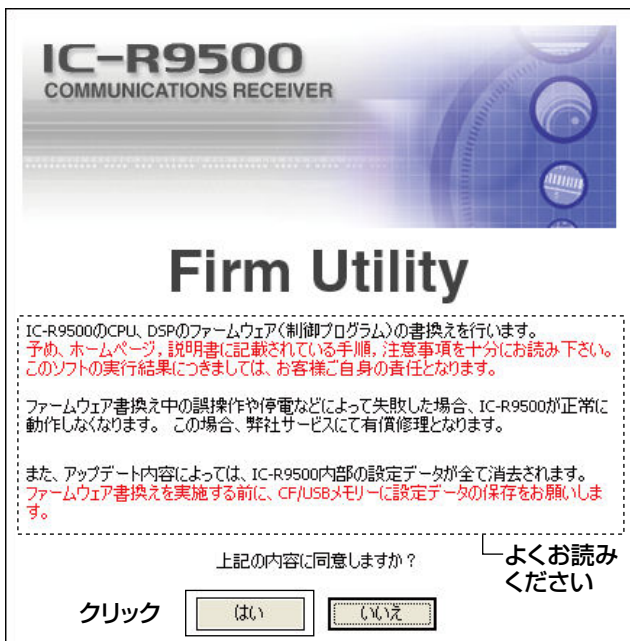 IC-R9500
COMMUNICATIONS RECEIVER
Firm Utility
IC-R9500のCPU、DSPのファームウェア(制御プログラム)の書換えを行います。
予め、ホームページ，説明書に記載されている手順，注意事項を十分にお読み下さい。
このソフトの実行結果につきましては、お客様ご自身の責任となります。
ファームウェア書換え中の誤操作や停電などによって失敗した場合、IC-R9500が正常に
動作しなくなります。 この場合、弊社サービスにて有償修理となります。
また、アップデート内容によっては、IC-R9500内部の設定データが全て消去されます。
ファームウェア書換えを実施する前に、CF/USBメモリーに設定データの保存をお願いしま
す。
よくお読み
ください
上記の内容に同意しますか？
クリック
はい
いいえ